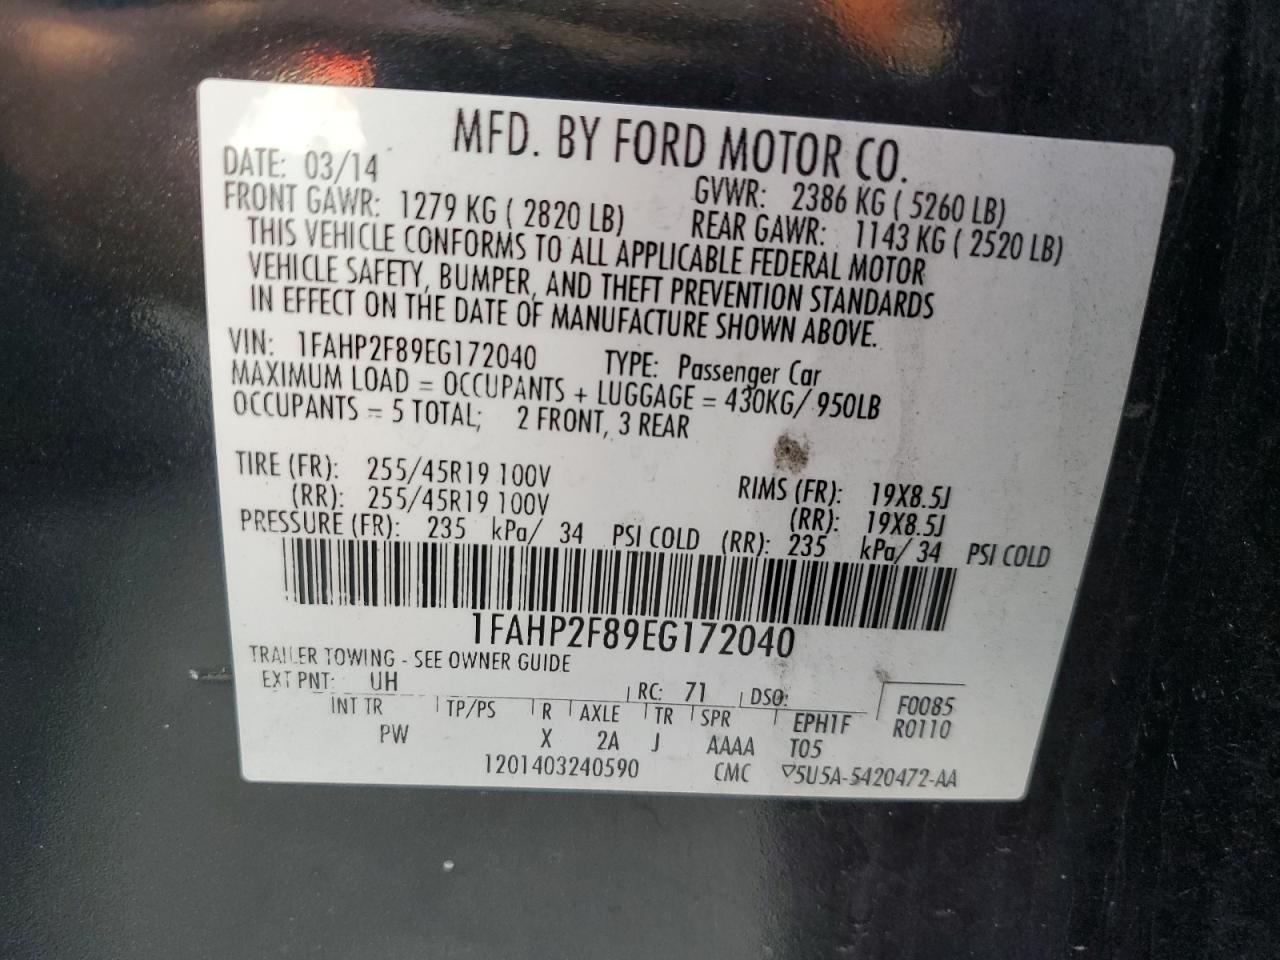 MFD. BY FORD MOTOR CO.
DATE: 03/14 GVWR: 2386 KG ( 5260 LB)
FRONT GAWR: 1279 KG ( 2820 LB) REAR GAWR: 1143 KG ( 2520 LB)
THIS VEHICLE CONFORMS TO ALL APPLICABLE FEDERAL MOTOR
VEHICLE SAFETY, BUMPER, AND THEFT PREVENTION STANDARDS
IN EFFECT ON THE DATE OF MANUFACTURE SHOWN ABOVE.
VIN: 1FAHP2F89EG172040 TYPE: Passenger Car
MAXIMUM LOAD = OCCUPANTS + LUGGAGE = 430KG/ 950LB
OCCUPANTS = 5 TOTAL; 2 FRONT, 3 REAR
TIRE (FR): 255/45R19 100V RIMS (FR): 19X8.5J
(RR): 255/45R19 100V (RR): 19X8.5J
PRESSURE (FR): 235 kPa/ 34 PSI COLD (RR): 235 kPa/ 34 PSI COLD
1FAHP2F89EG172040
TRAILER TOWING - SEE OWNER GUIDE
EXT PNT: UH RC: 71 DSO: F0085
INT TR TP/PS R AXLE TR SPR EPH1F R0110
PW X 2A J AAAA T05
1201403240590 CMC ▽5U5A-5420472-AA